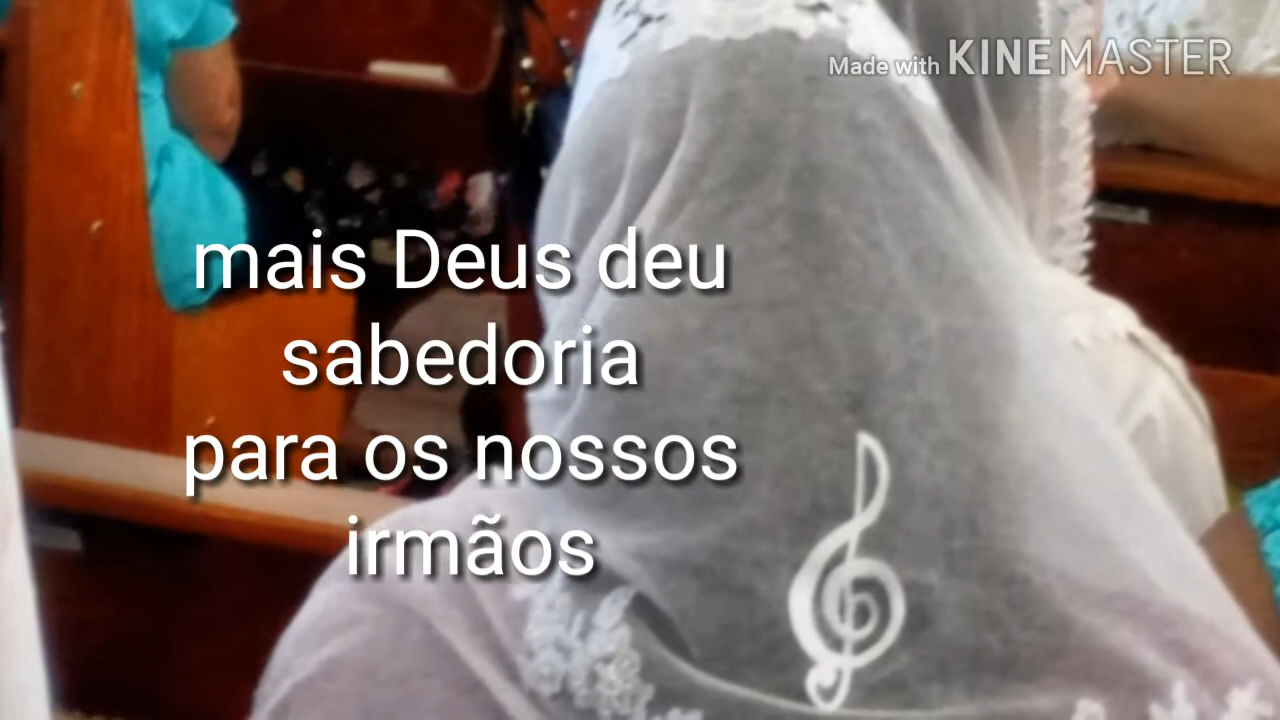 Made with KINEMASTER
mais Deus deu
sabedoria
para os nossos
irmãos